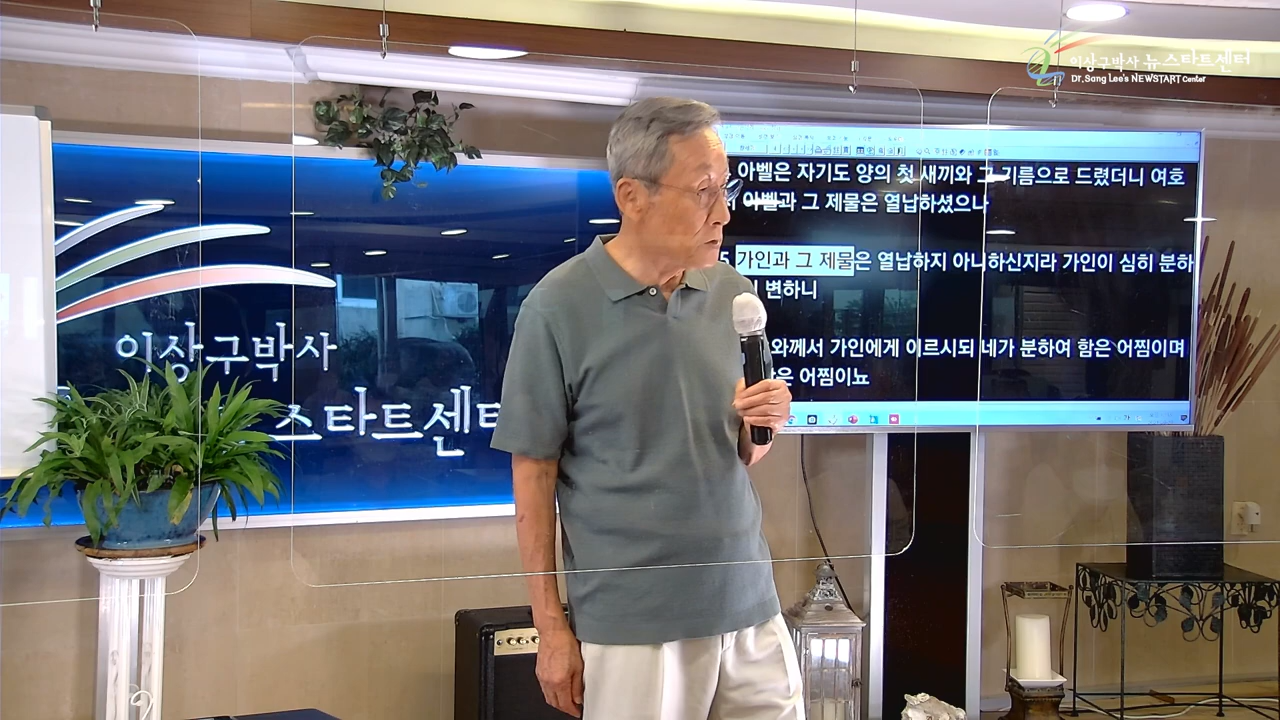 이상구박사 뉴스타트센터
Dr. Sang Lee's NEWSTART Center
아벨은 자기도 양의 첫 새끼와 그 기름으로 드렸더니 여호
아벨과 그 제물은 열납하셨으나
5 가인과 그 제물은 열납하지 아니하신지라 가인이 심히 분하
변하니
와께서 가인에게 이르시되 네가 분하여 함은 어찜이며
은 어찜이뇨
이상구박사
스타트센터